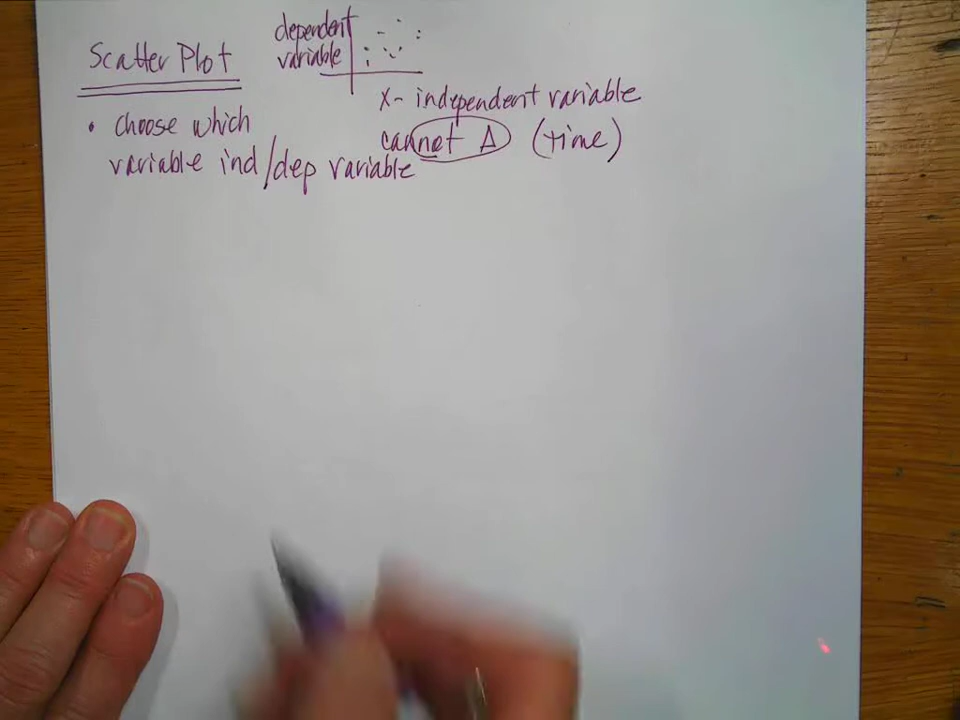 Scatter Plot
dependent
variable
x- independent variable
cannot Δ (time)
• choose which
variable ind/dep variable